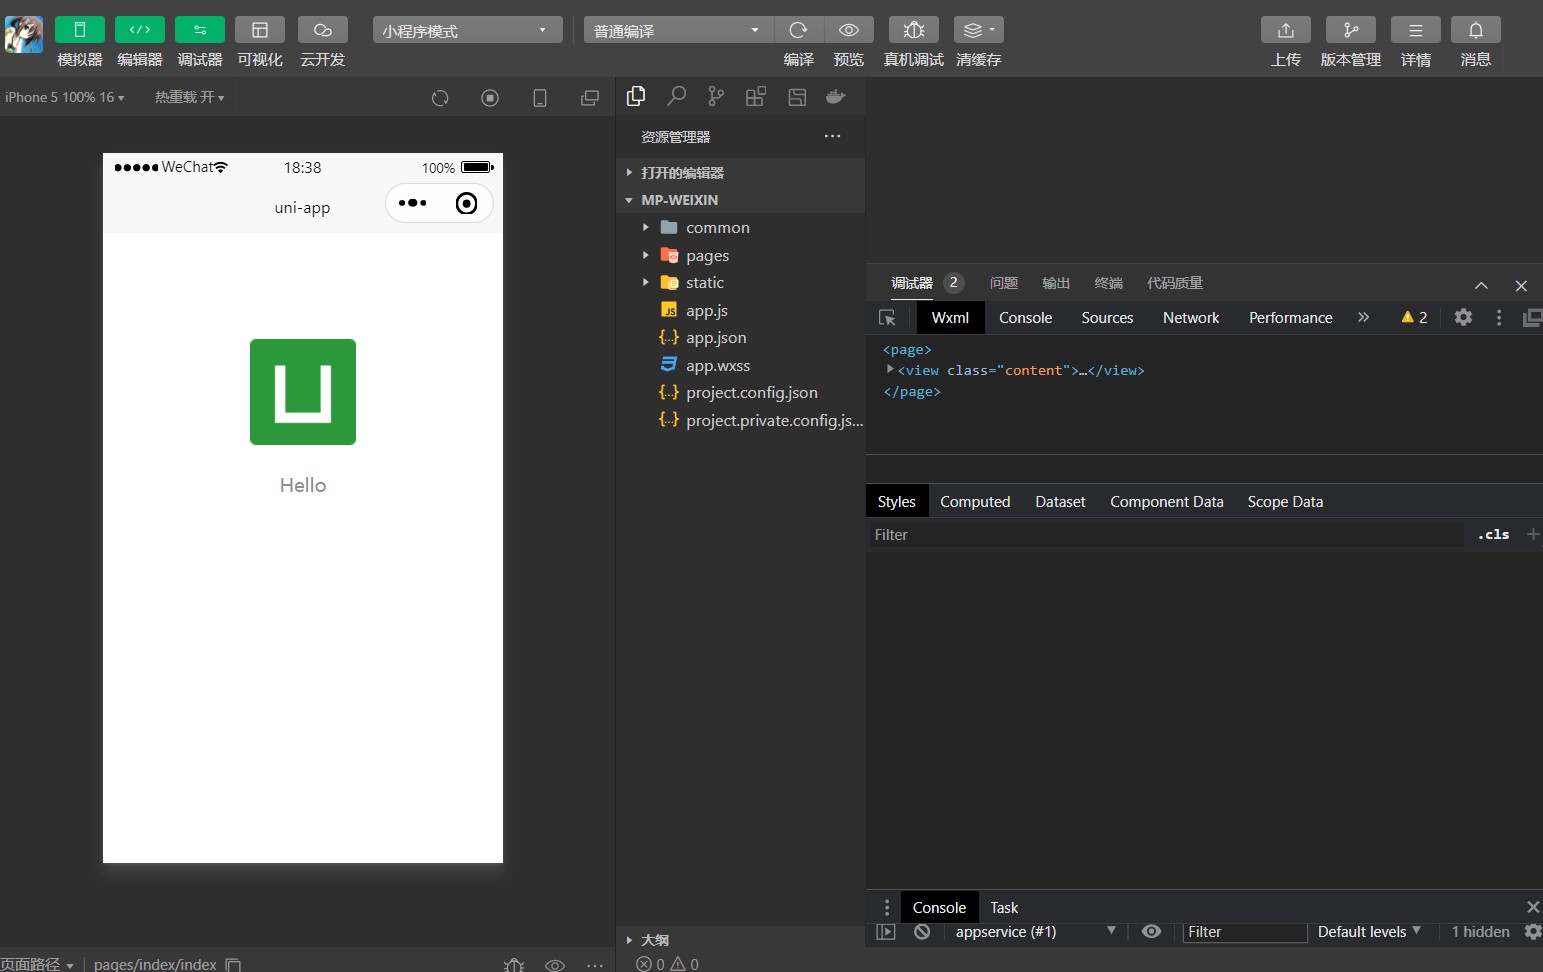 模拟器 编辑器 调试器 可视化 云开发 小程序模式 普通编译 编译 预览 真机调试 清缓存 上传 版本管理 详情 消息
iPhone 5 100% 16 热重载 开
资源管理器
打开的编辑器
MP-WEIXIN
common
pages
static
app.js
app.json
app.wxss
project.config.json
project.private.config.js...
大纲
0 0
WeChat 18:38 100%
uni-app
Hello
页面路径 pages/index/index
调试器 2 问题 输出 终端 代码质量
Wxml Console Sources Network Performance 2
<page>
<view class="content">…</view>
</page>
Styles Computed Dataset Component Data Scope Data
Filter .cls
Console Task
appservice (#1) Filter Default levels 1 hidden